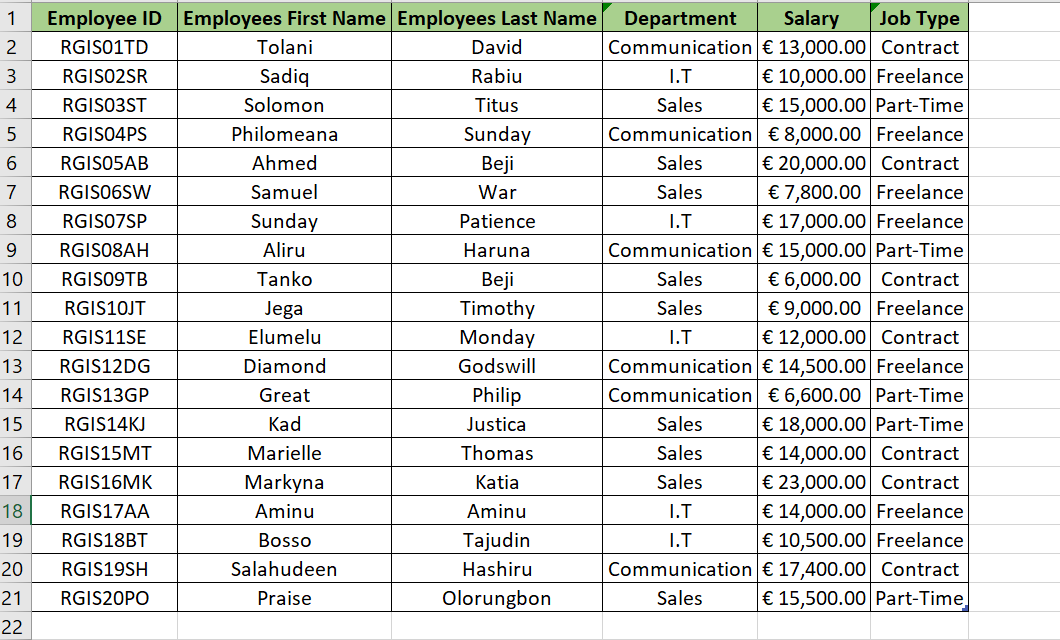 1 Employee ID Employees First Name Employees Last Name Department Salary Job Type
2 RGIS01TD Tolani David Communication € 13,000.00 Contract
3 RGIS02SR Sadiq Rabiu I.T € 10,000.00 Freelance
4 RGIS03ST Solomon Titus Sales € 15,000.00 Part-Time
5 RGIS04PS Philomeana Sunday Communication € 8,000.00 Freelance
6 RGIS05AB Ahmed Beji Sales € 20,000.00 Contract
7 RGIS06SW Samuel War Sales € 7,800.00 Freelance
8 RGIS07SP Sunday Patience I.T € 17,000.00 Freelance
9 RGIS08AH Aliru Haruna Communication € 15,000.00 Part-Time
10 RGIS09TB Tanko Beji Sales € 6,000.00 Contract
11 RGIS10JT Jega Timothy Sales € 9,000.00 Freelance
12 RGIS11SE Elumelu Monday I.T € 12,000.00 Contract
13 RGIS12DG Diamond Godswill Communication € 14,500.00 Freelance
14 RGIS13GP Great Philip Communication € 6,600.00 Part-Time
15 RGIS14KJ Kad Justica Sales € 18,000.00 Part-Time
16 RGIS15MT Marielle Thomas Sales € 14,000.00 Contract
17 RGIS16MK Markyna Katia Sales € 23,000.00 Contract
18 RGIS17AA Aminu Aminu I.T € 14,000.00 Freelance
19 RGIS18BT Bosso Tajudin I.T € 10,500.00 Freelance
20 RGIS19SH Salahudeen Hashiru Communication € 17,400.00 Contract
21 RGIS20PO Praise Olorungbon Sales € 15,500.00 Part-Time
22